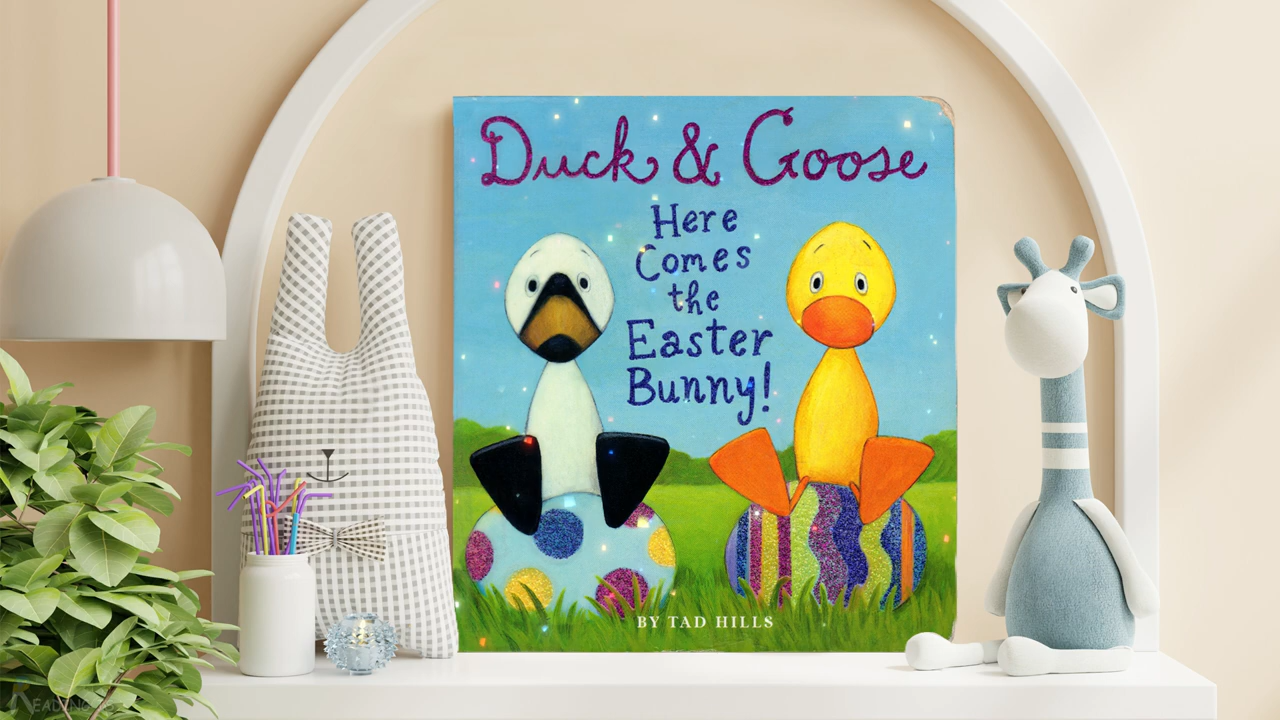 Duck & Goose
Here
Comes
the
Easter
Bunny!
BY TAD HILLS